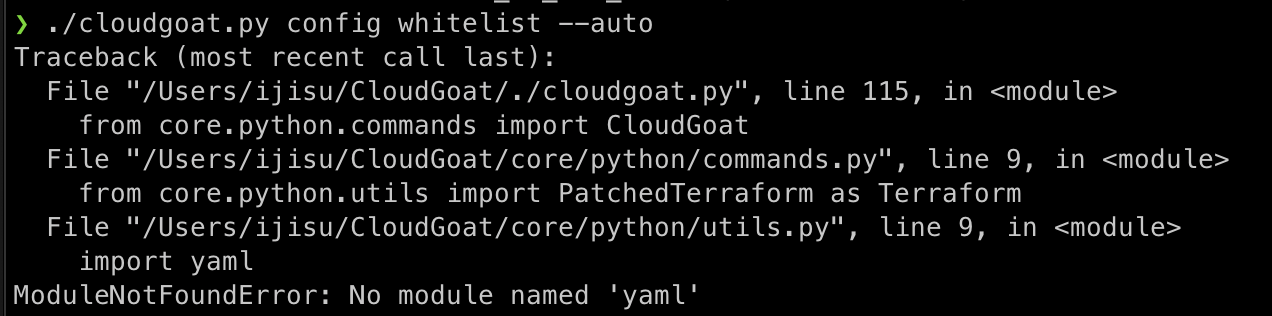 ❯ ./cloudgoat.py config whitelist --auto
Traceback (most recent call last):
  File "/Users/ijisu/CloudGoat/./cloudgoat.py", line 115, in <module>
    from core.python.commands import CloudGoat
  File "/Users/ijisu/CloudGoat/core/python/commands.py", line 9, in <module>
    from core.python.utils import PatchedTerraform as Terraform
  File "/Users/ijisu/CloudGoat/core/python/utils.py", line 9, in <module>
    import yaml
ModuleNotFoundError: No module named 'yaml'